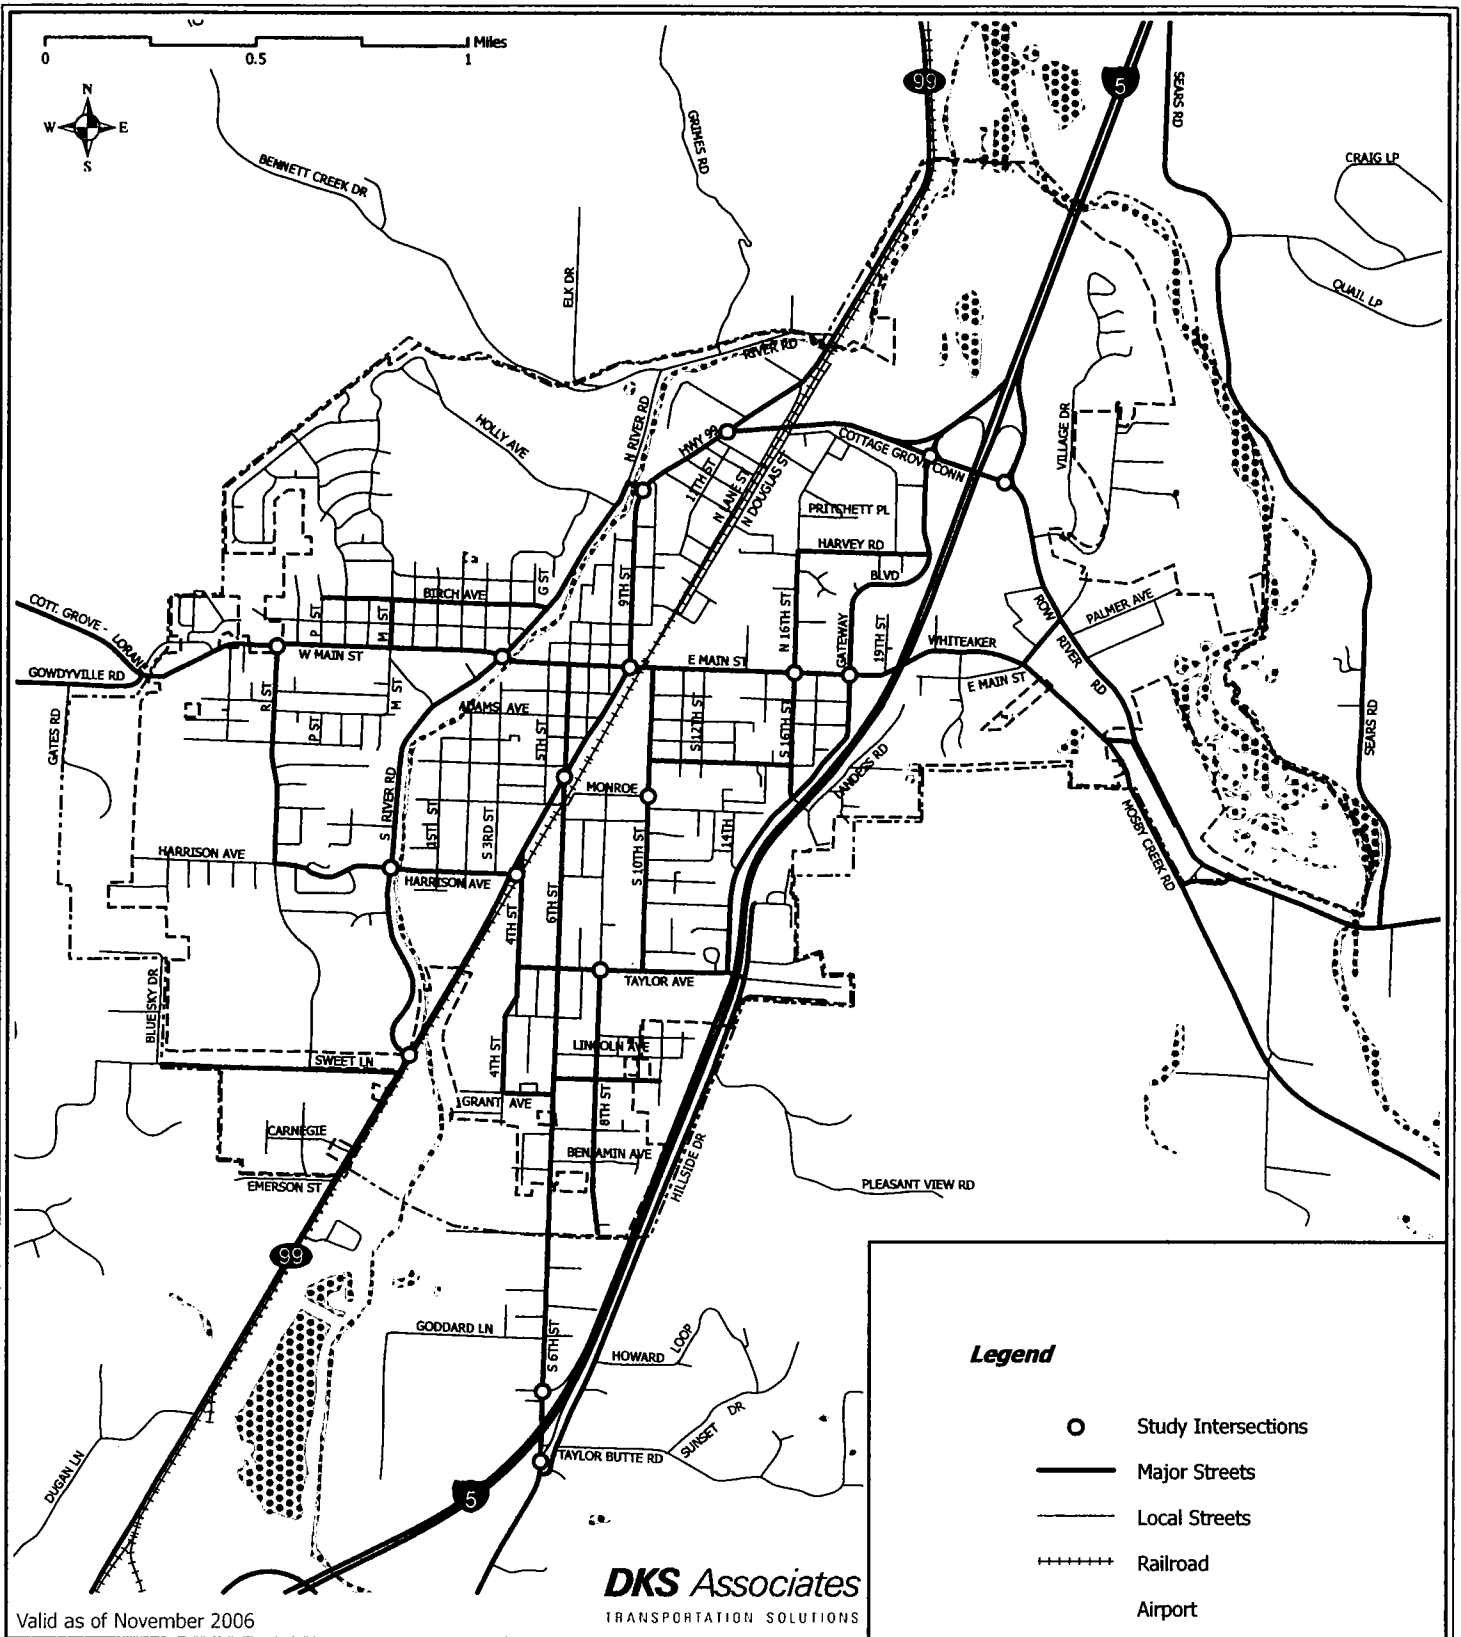 Miles
0
0.5
1
N
W
E
S
99
5
SEARS RD
CRAIG LP
QUAIL LP
GRIMES RD
BENNETT CREEK DR
ELK DR
RIVER RD
N RIVER RD
HOLLY AVE
HWY 99
COTTAGE GROVE CONN
VILLAGE DR
11TH ST
N LANE ST
N DOUGLAS ST
PRITCHETT PL
HARVEY RD
BLVD
GATEWAY
G ST
9TH ST
BIRCH AVE
COTT. GROVE - LORANE
P ST
M ST
N 16TH ST
19TH ST
ROW RIVER RD
PALMER AVE
WHITEAKER
W MAIN ST
E MAIN ST
E MAIN ST
GOWDYVILLE RD
R ST
M ST
P ST
ADAMS AVE
GATES RD
5TH ST
S 12TH ST
S 16TH ST
SEARS RD
LANDESS RD
MONROE
S RIVER RD
1ST ST
S 3RD ST
14TH
MOSBY CREEK RD
HARRISON AVE
HARRISON AVE
S 10TH ST
6TH ST
4TH ST
TAYLOR AVE
BLUE SKY DR
SWEET LN
4TH ST
LINCOLN AVE
GRANT AVE
8TH ST
CARNEGIE
BENJAMIN AVE
EMERSON ST
HILLSIDE DR
PLEASANT VIEW RD
99
GODDARD LN
S 6TH ST
HOWARD LOOP
SUNSET DR
TAYLOR BUTTE RD
DUGAN LN
5
Legend
Study Intersections
Major Streets
Local Streets
Railroad
Airport
DKS Associates
TRANSPORTATION SOLUTIONS
Valid as of November 2006